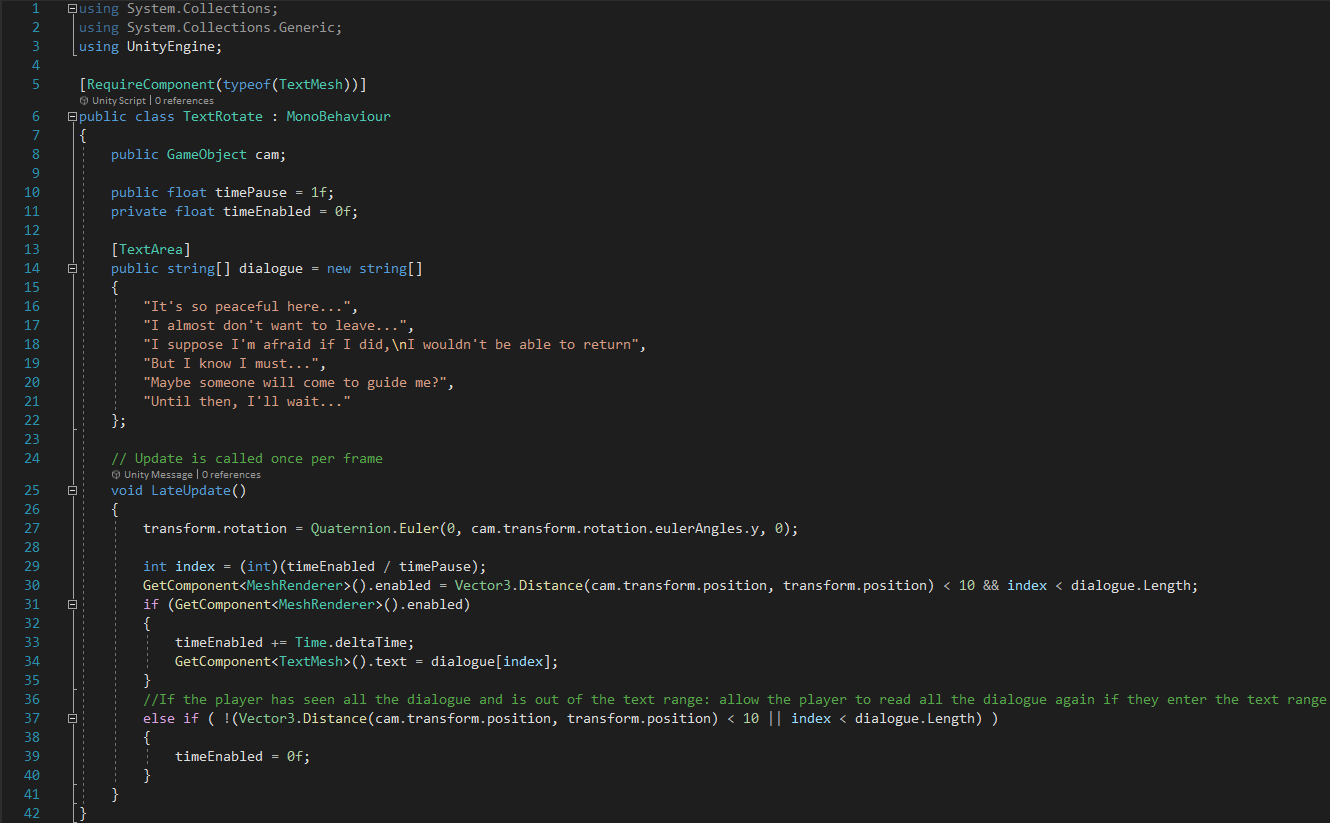 1 using System.Collections;
2 using System.Collections.Generic;
3 using UnityEngine;
4
5 [RequireComponent(typeof(TextMesh))]
Unity Script | 0 references
6 public class TextRotate : MonoBehaviour
7 {
8 public GameObject cam;
9
10 public float timePause = 1f;
11 private float timeEnabled = 0f;
12
13 [TextArea]
14 public string[] dialogue = new string[]
15 {
16 "It's so peaceful here...",
17 "I almost don't want to leave...",
18 "I suppose I'm afraid if I did,\nI wouldn't be able to return",
19 "But I know I must...",
20 "Maybe someone will come to guide me?",
21 "Until then, I'll wait..."
22 };
23
24 // Update is called once per frame
Unity Message | 0 references
25 void LateUpdate()
26 {
27 transform.rotation = Quaternion.Euler(0, cam.transform.rotation.eulerAngles.y, 0);
28
29 int index = (int)(timeEnabled / timePause);
30 GetComponent<MeshRenderer>().enabled = Vector3.Distance(cam.transform.position, transform.position) < 10 && index < dialogue.Length;
31 if (GetComponent<MeshRenderer>().enabled)
32 {
33 timeEnabled += Time.deltaTime;
34 GetComponent<TextMesh>().text = dialogue[index];
35 }
36 //If the player has seen all the dialogue and is out of the text range: allow the player to read all the dialogue again if they enter the text range
37 else if ( !(Vector3.Distance(cam.transform.position, transform.position) < 10 || index < dialogue.Length) )
38 {
39 timeEnabled = 0f;
40 }
41 }
42 }